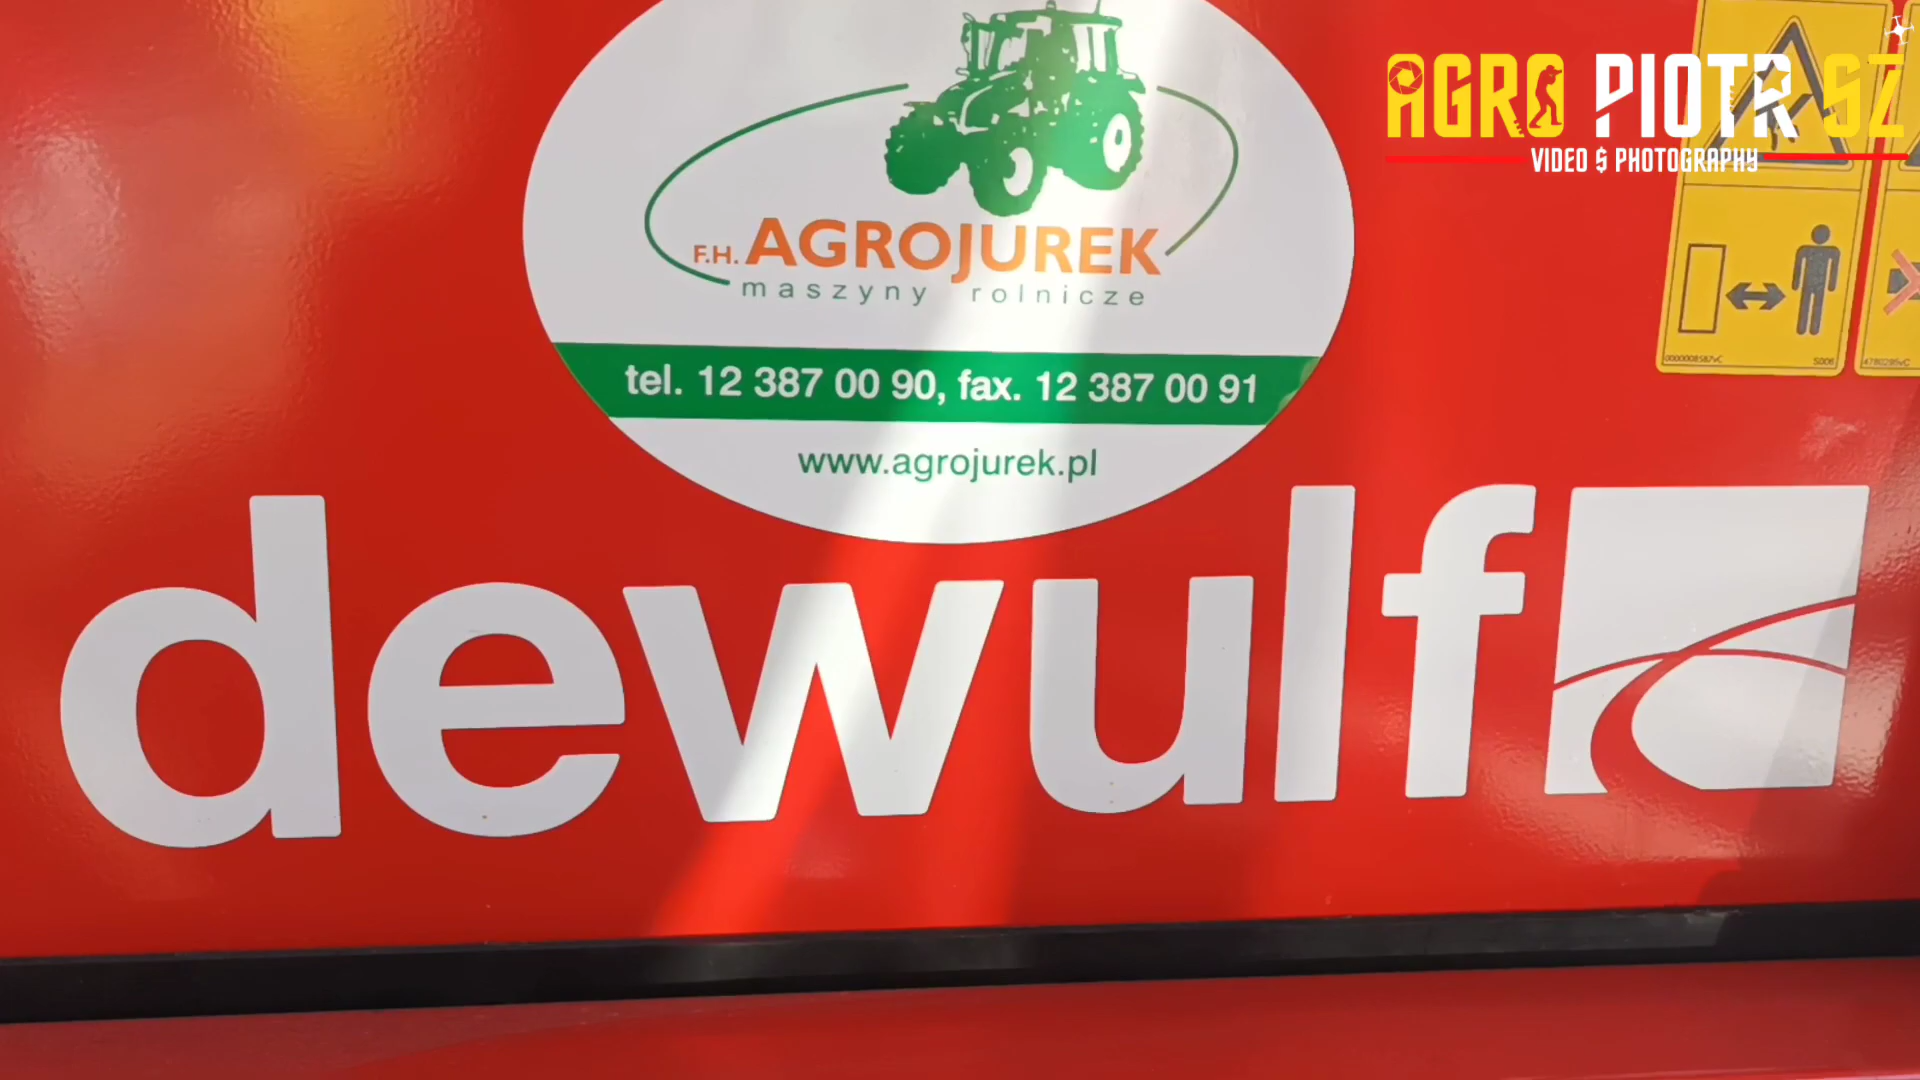 AGRO PIOTR SZ
VIDEO $ PHOTOGRAPHY
F.H. AGROJUREK
maszyny rolnicze
tel. 12 387 00 90, fax. 12 387 00 91
www.agrojurek.pl
dewulf